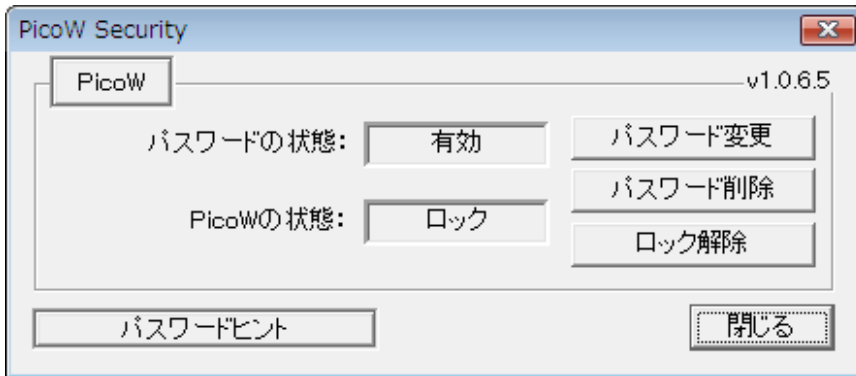 PicoW Security
PicoW
v1.0.6.5
パスワードの状態:
有効
パスワード変更
パスワード削除
PicoWの状態:
ロック
ロック解除
パスワードヒント
閉じる